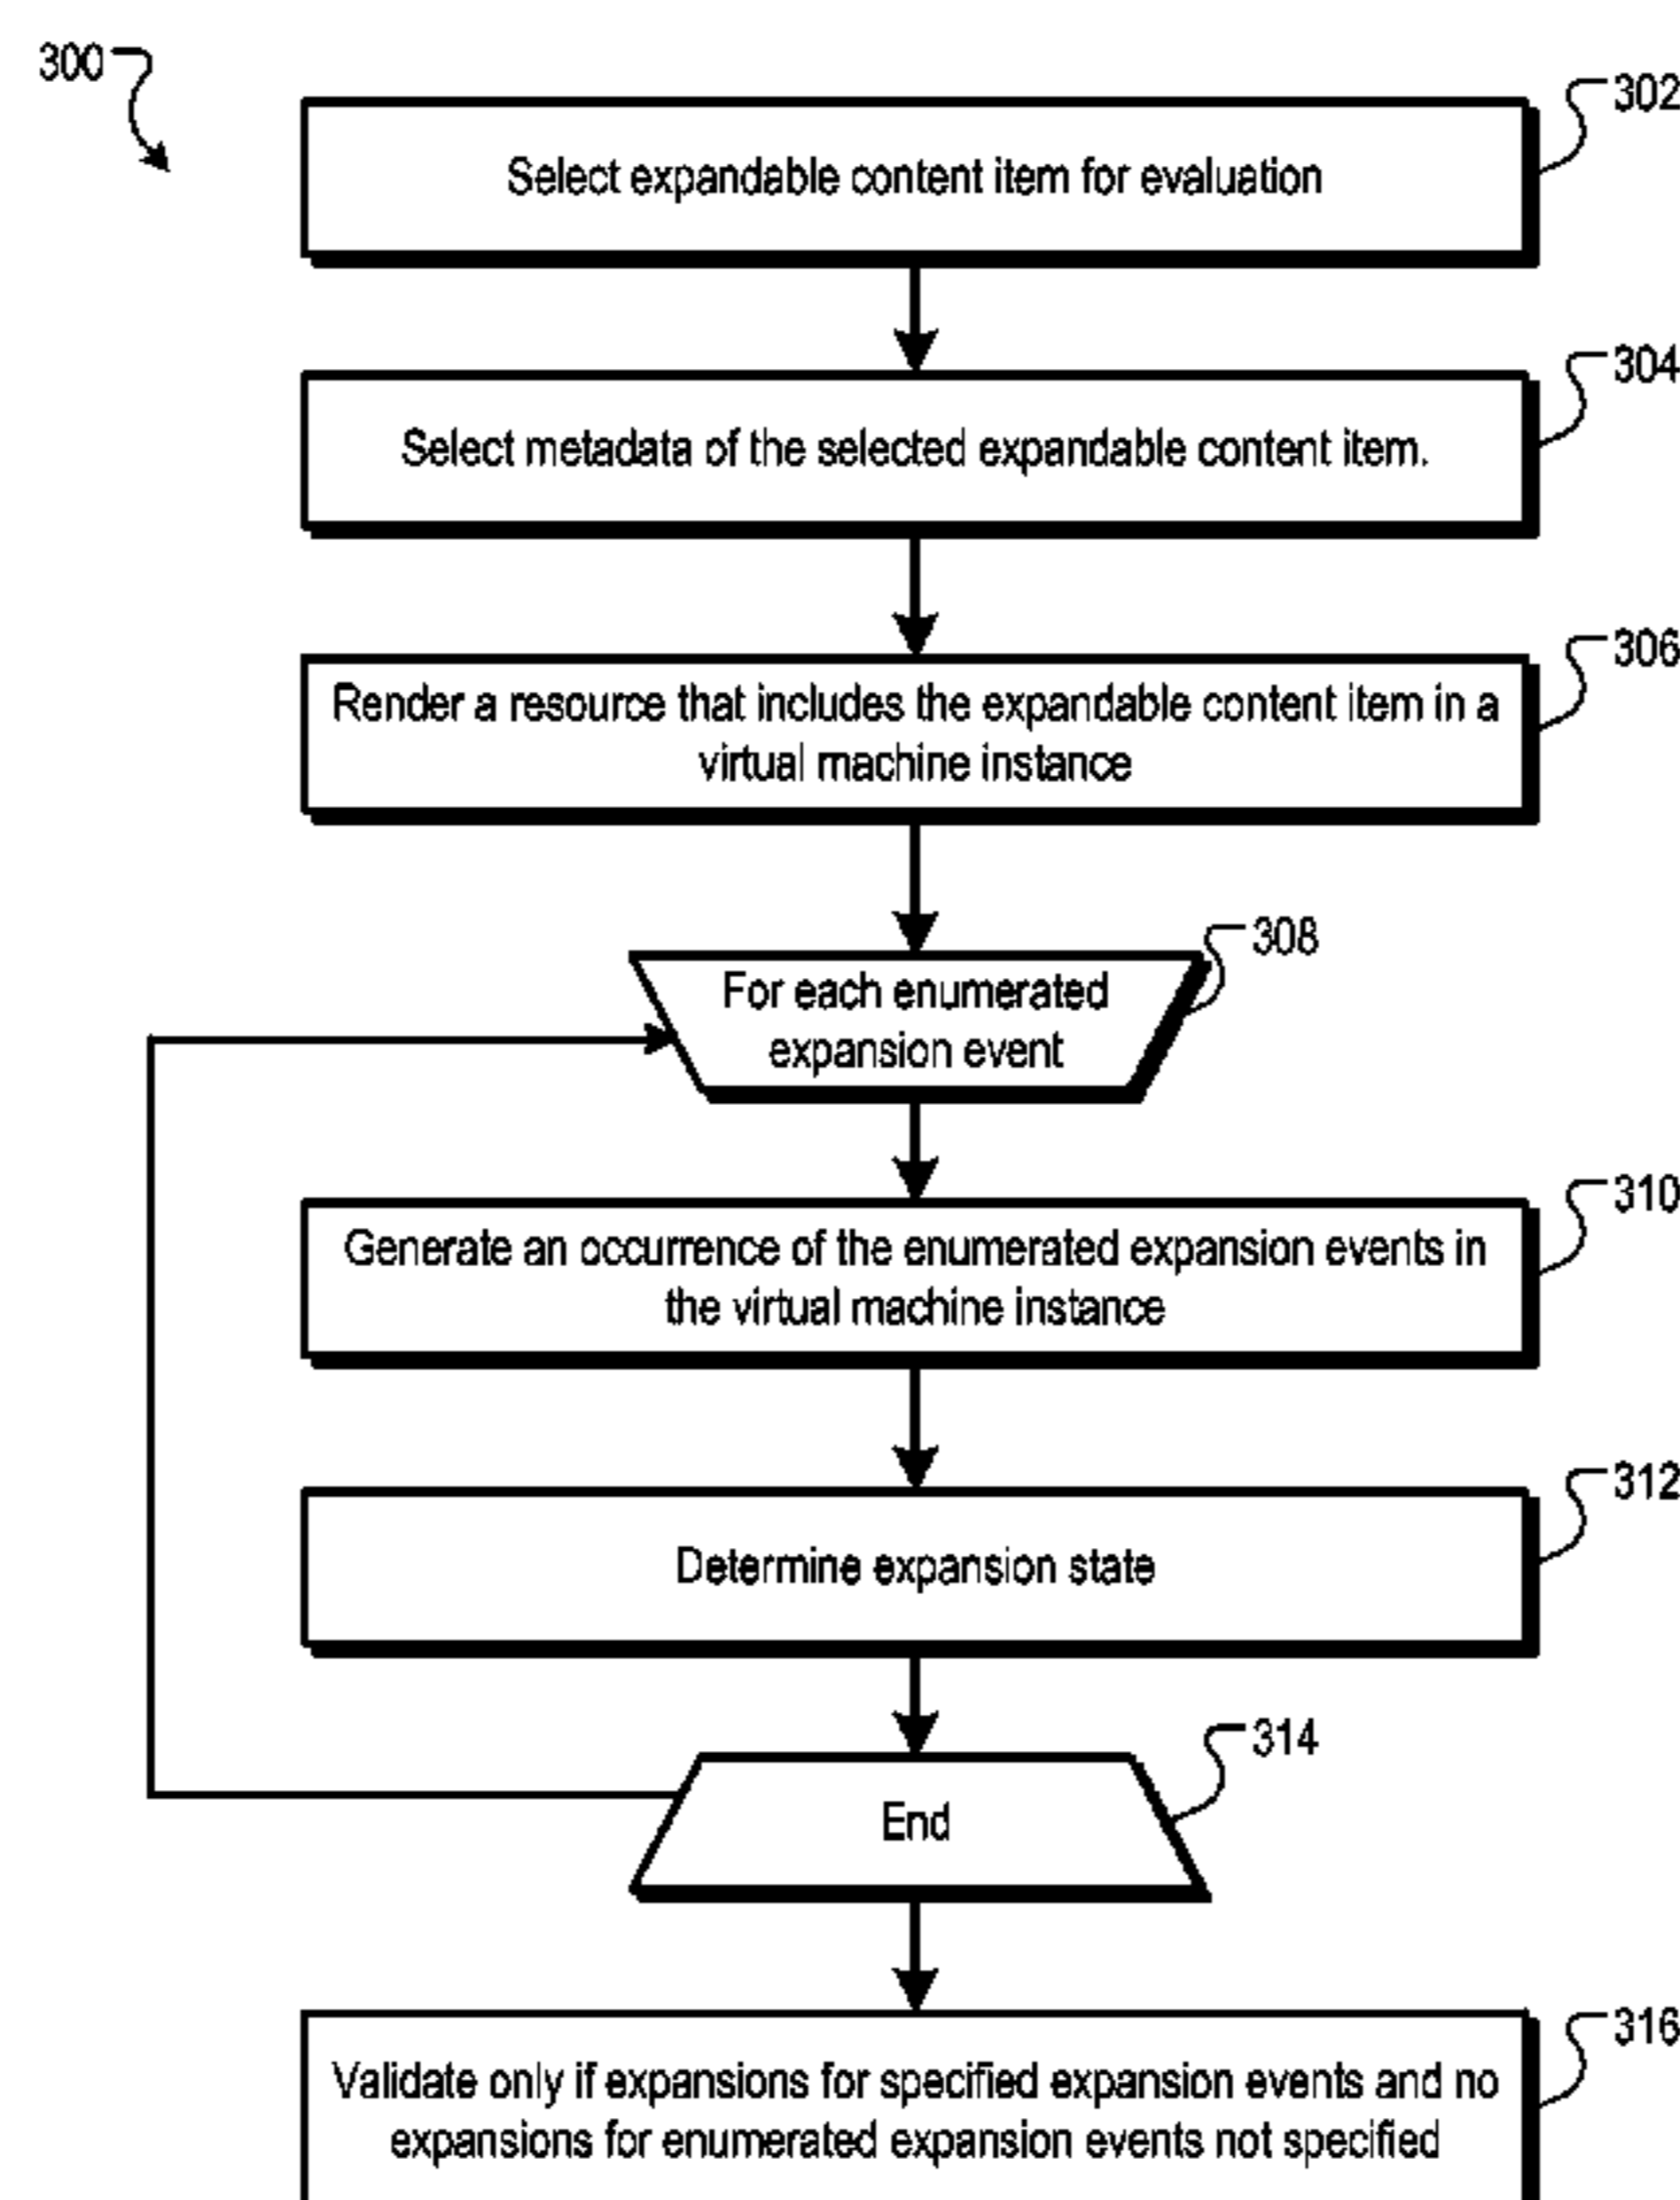 300
302
Select expandable content item for evaluation
304
Select metadata of the selected expandable content item.
306
Render a resource that includes the expandable content item in a
virtual machine instance
308
For each enumerated
expansion event
310
Generate an occurrence of the enumerated expansion events in
the virtual machine instance
312
Determine expansion state
314
End
316
Validate only if expansions for specified expansion events and no
expansions for enumerated expansion events not specified